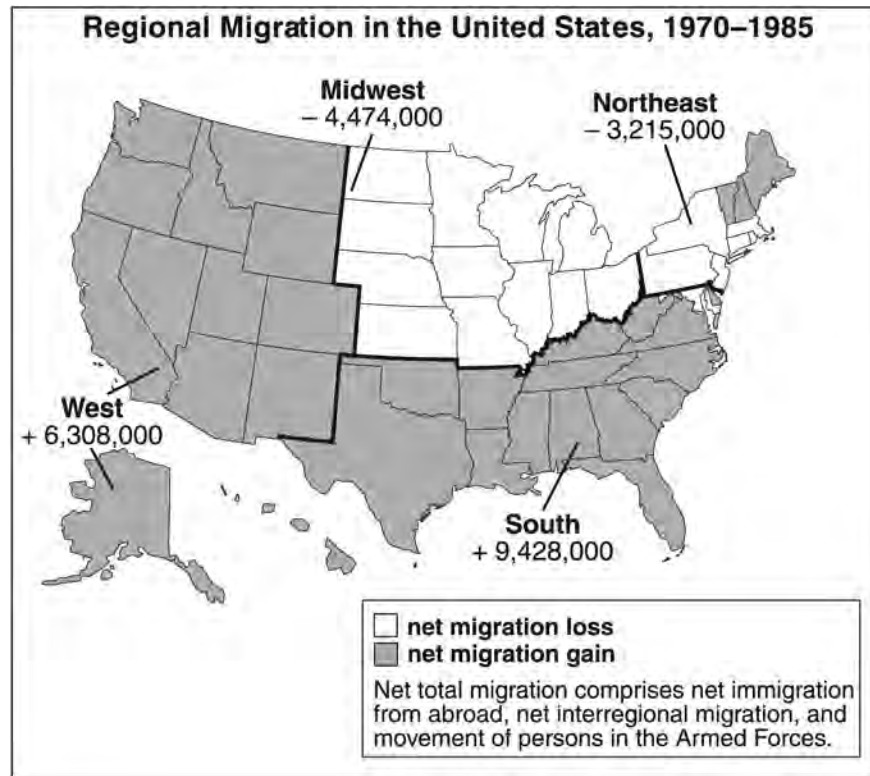 Regional Migration in the United States, 1970–1985
Midwest
– 4,474,000
Northeast
– 3,215,000
West
+ 6,308,000
South
+ 9,428,000
net migration loss
net migration gain
Net total migration comprises net immigration
from abroad, net interregional migration, and
movement of persons in the Armed Forces.